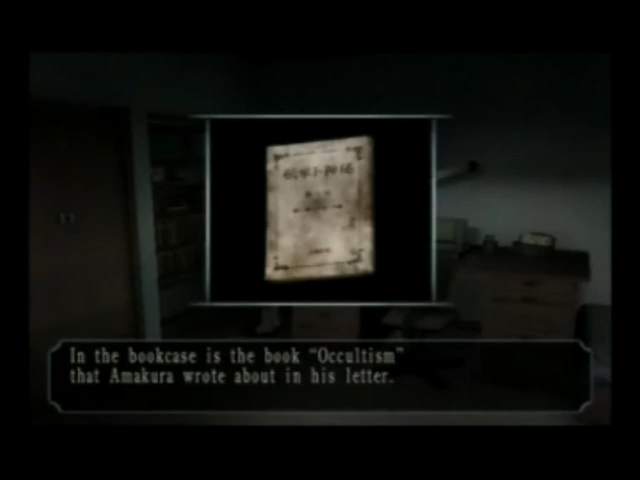 In the bookcase is the book “Occultism”
that Amakura wrote about in his letter.